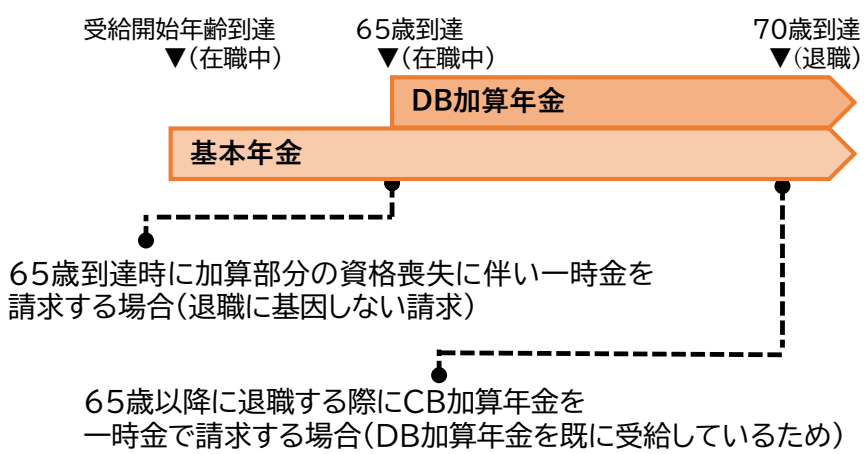 受給開始年齢到達
▼(在職中)
65歳到達
▼(在職中)
70歳到達
▼(退職)
DB加算年金
基本年金
65歳到達時に加算部分の資格喪失に伴い一時金を
請求する場合(退職に基因しない請求)
65歳以降に退職する際にCB加算年金を
一時金で請求する場合(DB加算年金を既に受給しているため)